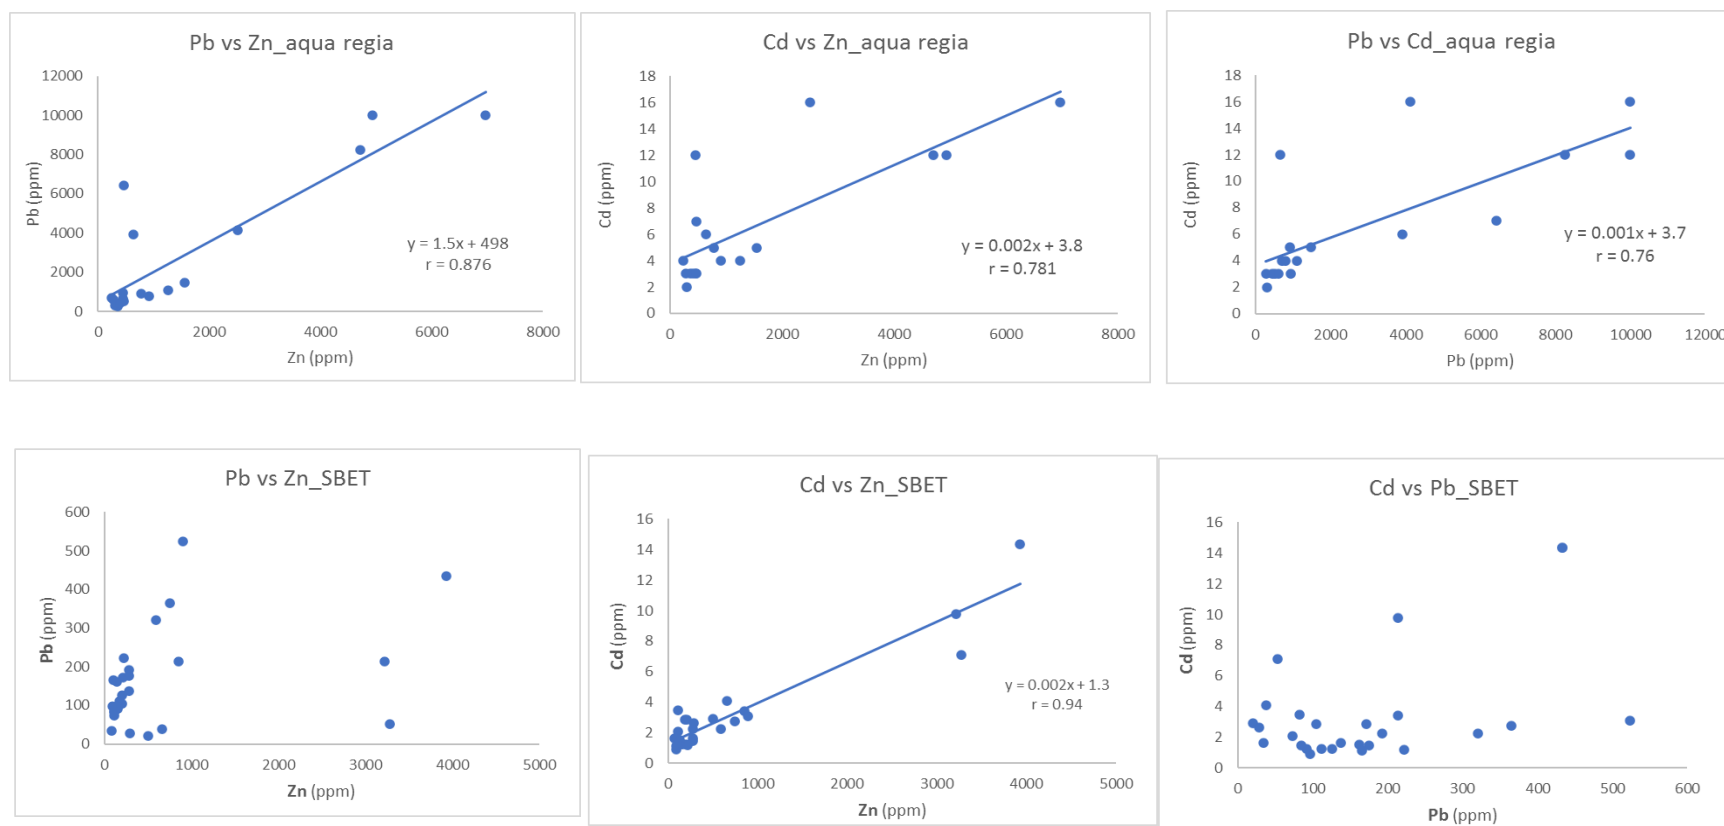 Pb vs Zn_aqua regia
12000
10000
8000
6000
4000
2000
0
Pb (ppm)
y = 1.5x + 498
r = 0.876
0 2000 4000 6000 8000
Zn (ppm)
Cd vs Zn_aqua regia
18
16
14
12
10
8
6
4
2
0
Cd (ppm)
y = 0.002x + 3.8
r = 0.781
0 2000 4000 6000 8000
Zn (ppm)
Pb vs Cd_aqua regia
18
16
14
12
10
8
6
4
2
0
Cd (ppm)
y = 0.001x + 3.7
r = 0.76
0 2000 4000 6000 8000 10000 12000
Pb (ppm)
Pb vs Zn_SBET
600
500
400
300
200
100
0
Pb (ppm)
0 1000 2000 3000 4000 5000
Zn (ppm)
Cd vs Zn_SBET
16
14
12
10
8
6
4
2
0
Cd (ppm)
y = 0.002x + 1.3
r = 0.94
0 1000 2000 3000 4000 5000
Zn (ppm)
Cd vs Pb_SBET
16
14
12
10
8
6
4
2
0
Cd (ppm)
0 100 200 300 400 500 600
Pb (ppm)